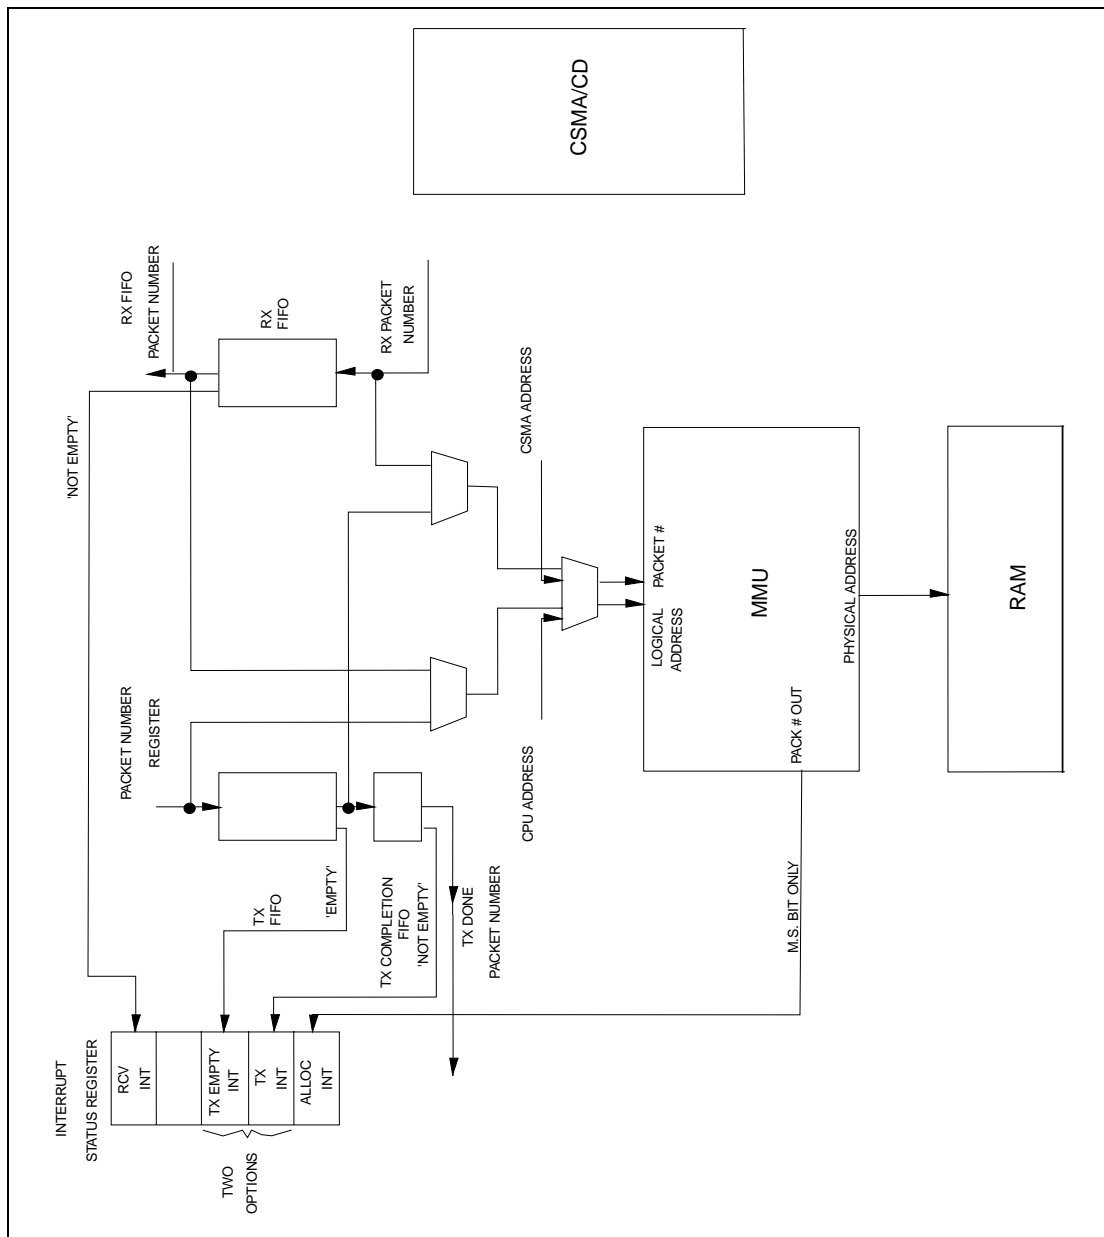 INTERRUPT
STATUS REGISTER
'NOT EMPTY'
RCV
INT
PACKET NUMBER
REGISTER
RX FIFO
PACKET NUMBER
TWO
OPTIONS
TX EMPTY
INT
TX
INT
ALLOC
INT
TX
FIFO
RX
FIFO
'EMPTY'
TX COMPLETION
FIFO
'NOT EMPTY'
RX PACKET
NUMBER
TX DONE
PACKET NUMBER
CPU ADDRESS
CSMA ADDRESS
CSMA/CD
LOGICAL
ADDRESS
PACKET #
MMU
M.S. BIT ONLY
PACK # OUT
PHYSICAL ADDRESS
RAM